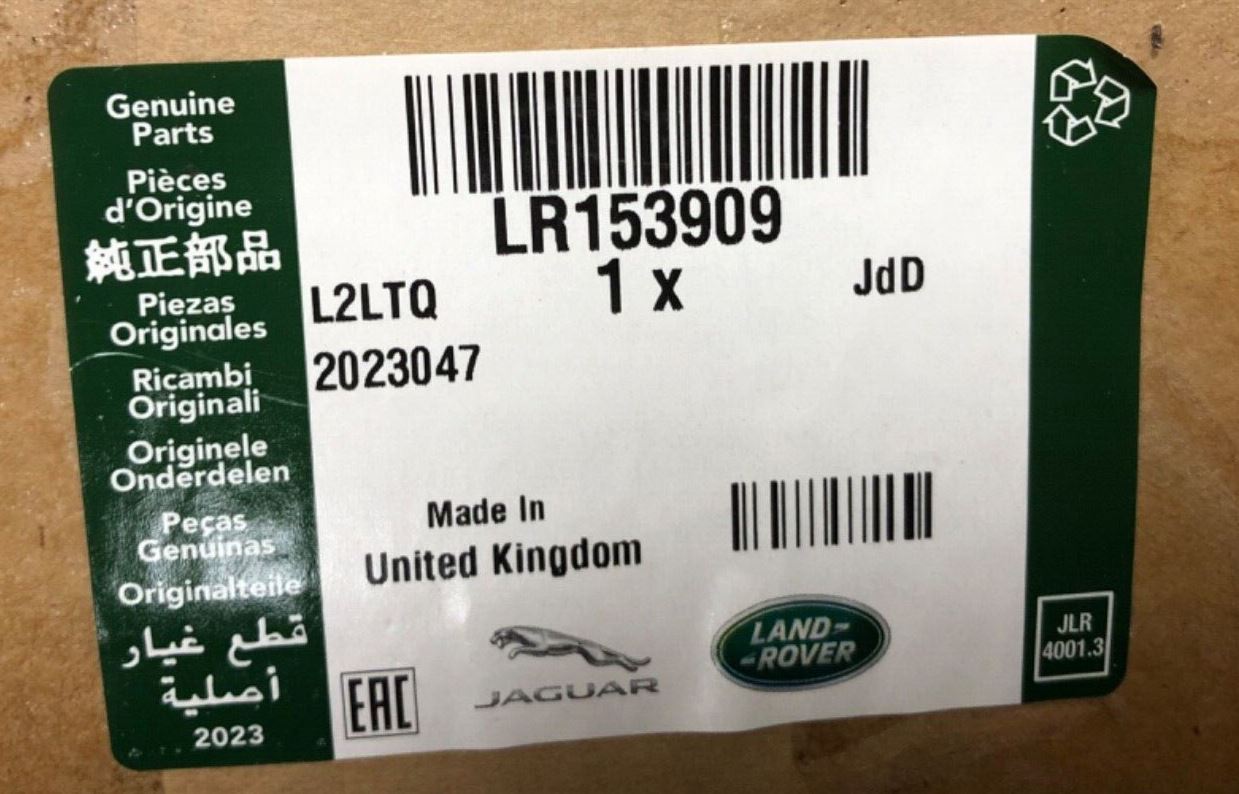 Genuine
Parts
Pièces
d'Origine
純正部品
Piezas
Originales
Ricambi
Originali
Originele
Onderdelen
Peças
Genuinas
Originalteile
قطع غيار
أصلية
2023
LR153909
L2LTQ 1 x JdD
2023047
Made In
United Kingdom
EAC
JAGUAR
LAND-
-ROVER
JLR
4001.3